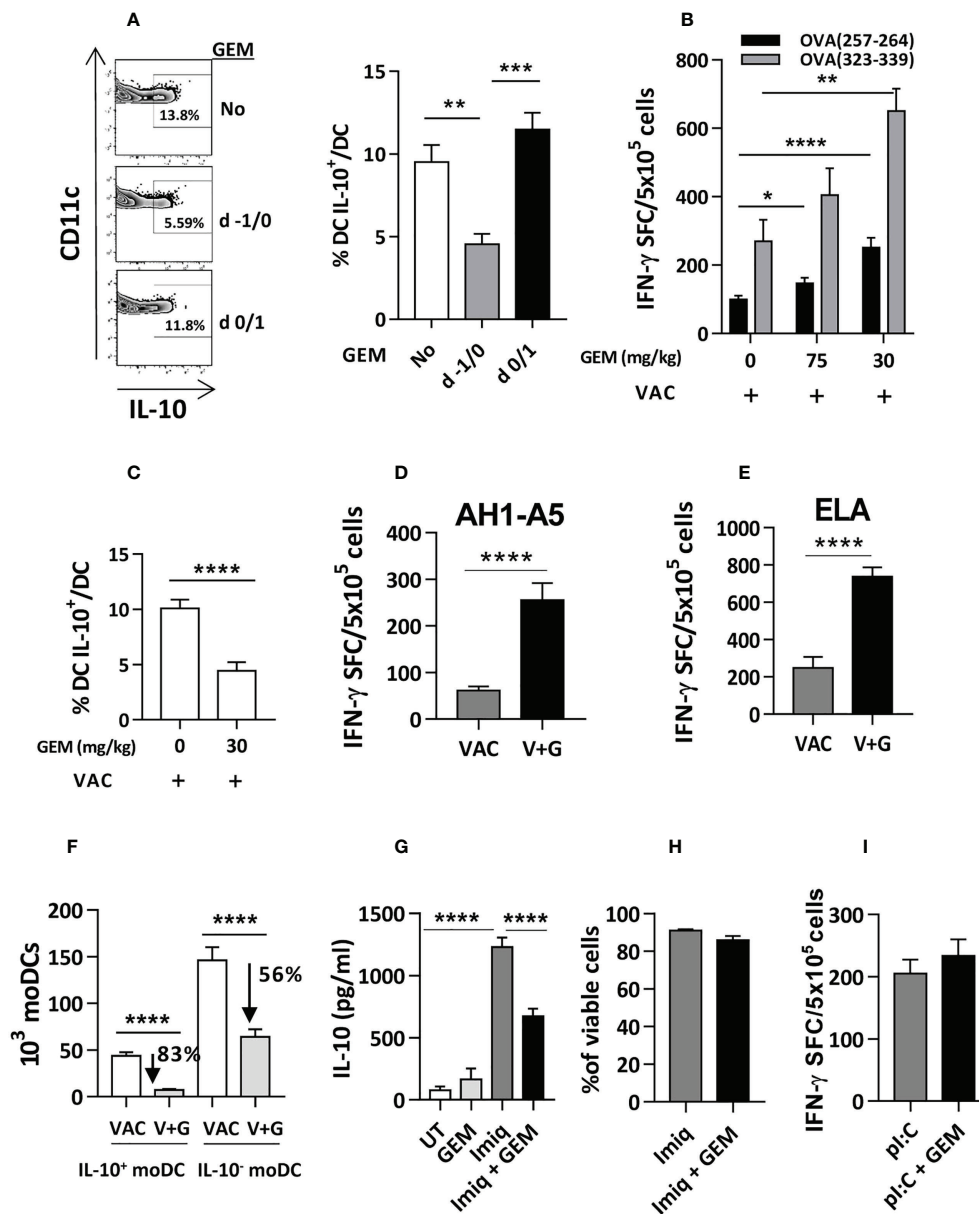 A
GEM
CD11c
13.8%
No
5.59%
d -1/0
11.8%
d 0/1
IL-10
% DC IL-10⁺/DC
15
10
5
0
**
***
GEM
No
d -1/0
d 0/1
B
OVA(257-264)
OVA(323-339)
IFN-γ SFC/5x10⁵ cells
800
600
400
200
0
**
****
*
GEM (mg/kg) 0 75 30
VAC + + +
C
% DC IL-10⁺/DC
15
10
5
0
****
GEM (mg/kg) 0 30
VAC + +
D
AH1-A5
IFN-γ SFC/5x10⁵ cells
400
300
200
100
0
****
VAC V+G
E
ELA
IFN-γ SFC/5x10⁵ cells
1000
800
600
400
200
0
****
VAC V+G
F
10³ moDCs
200
150
100
50
0
****
83%
****
56%
VAC V+G VAC V+G
IL-10⁺ moDC IL-10⁻ moDC
G
IL-10 (pg/ml)
1500
1000
500
0
**** ****
UT
GEM
Imiq
Imiq + GEM
H
%of viable cells
100
80
60
40
20
0
Imiq
Imiq + GEM
I
IFN-γ SFC/5x10⁵ cells
300
200
100
0
pI:C
pI:C + GEM